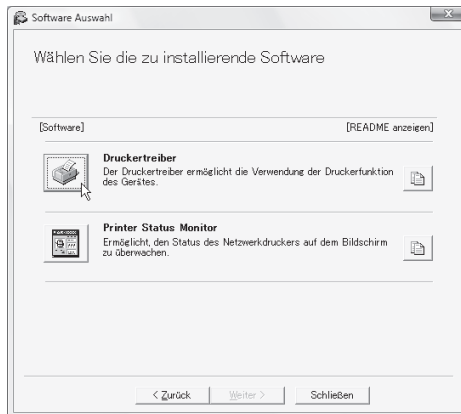 Software Auswahl
Wählen Sie die zu installierende Software
[Software] [README anzeigen]
Druckertreiber
Der Druckertreiber ermöglicht die Verwendung der Druckerfunktion
des Gerätes.
Printer Status Monitor
Ermöglicht, den Status des Netzwerkdruckers auf dem Bildschirm
zu überwachen.
< Zurück Weiter > Schließen